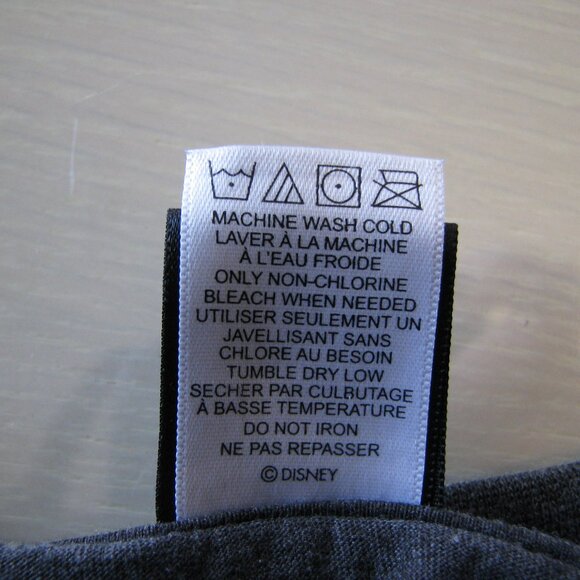 MACHINE WASH COLD
LAVER À LA MACHINE
À L'EAU FROIDE
ONLY NON-CHLORINE
BLEACH WHEN NEEDED
UTILISER SEULEMENT UN
JAVELLISANT SANS
CHLORE AU BESOIN
TUMBLE DRY LOW
SECHER PAR CULBUTAGE
À BASSE TEMPERATURE
DO NOT IRON
NE PAS REPASSER
© DISNEY